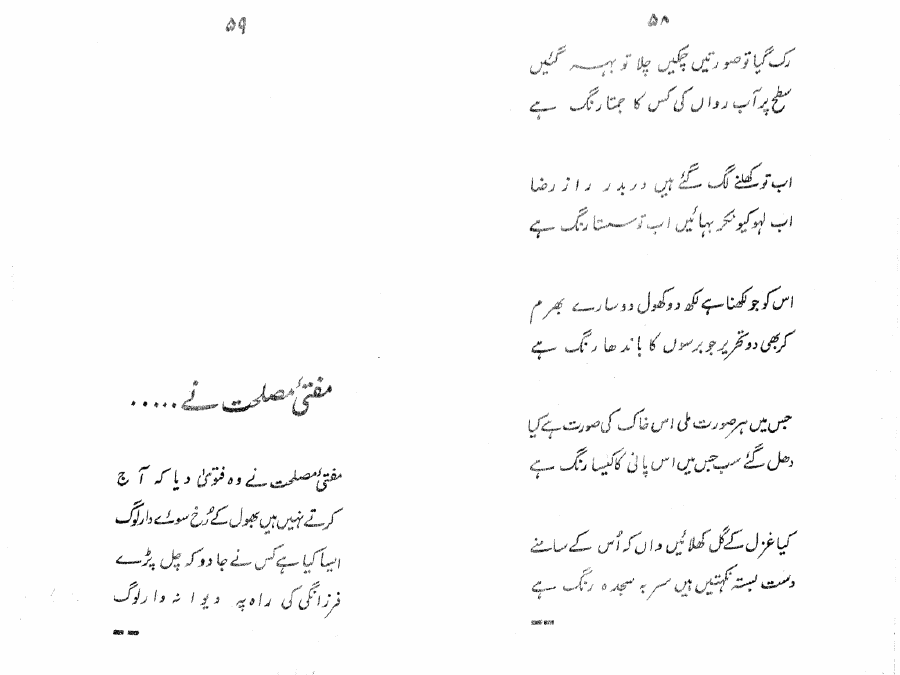 ۵۸
رک گیا تو صورتیں چمکیں چلا تو بہہ گئیں
سطح پر آب رواں کی کس کا جمتا رنگ ہے
اب تو کھلنے لگ گئے ہیں در بدر راز رضا
اب لہو کیونکر بہائیں اب تو سستا رنگ ہے
اس کو جو لکھنا ہے لکھ دو کھول دو سارے بھرم
کر بھی دو تحریر جو برسوں کا باندھا رنگ ہے
جس میں ہر صورت ملی اس خاک کی صورت ہے کیا
دھل گئے سب جس میں اس پانی کا کیسا رنگ ہے
کیا غزل کے گل کھلائیں واں کہ اُس کے سامنے
دست بستہ نکہتیں ہیں سر بہ سجدہ رنگ ہے
۵۹
مفتیٔ مصلحت نے .....
مفتیٔ مصلحت نے وہ فتویٰ دیا کہ آج
کرتے نہیں ہیں بھول کے رُخ سوئے دار لوگ
ایسا کیا ہے کس نے جادو کہ چل پڑے
فرزانگی کی راہ پہ دیوانہ وار لوگ